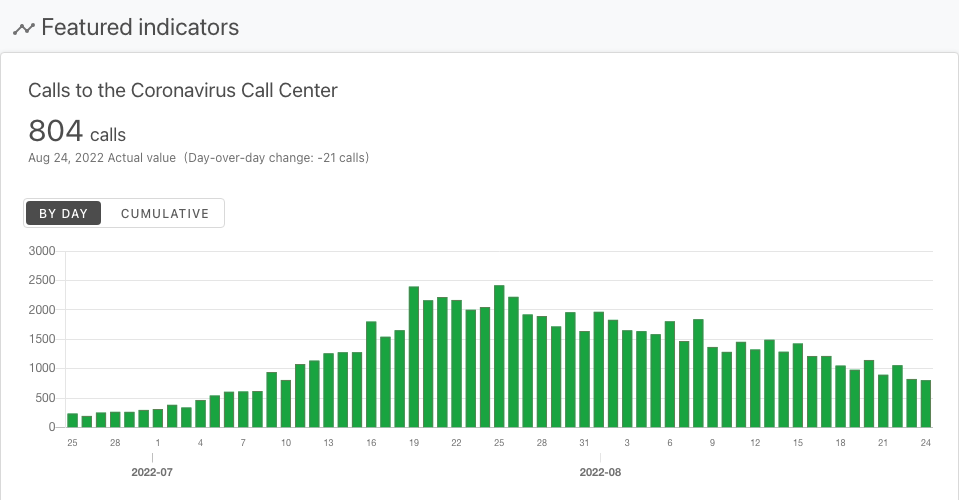 Featured indicators
Calls to the Coronavirus Call Center
804 calls
Aug 24, 2022 Actual value (Day-over-day change: -21 calls)
BY DAY CUMULATIVE
3000
2500
2000
1500
1000
500
0
25 28 1 4 7 10 13 16 19 22 25 28 31 3 6 9 12 15 18 21 24
2022-07 2022-08